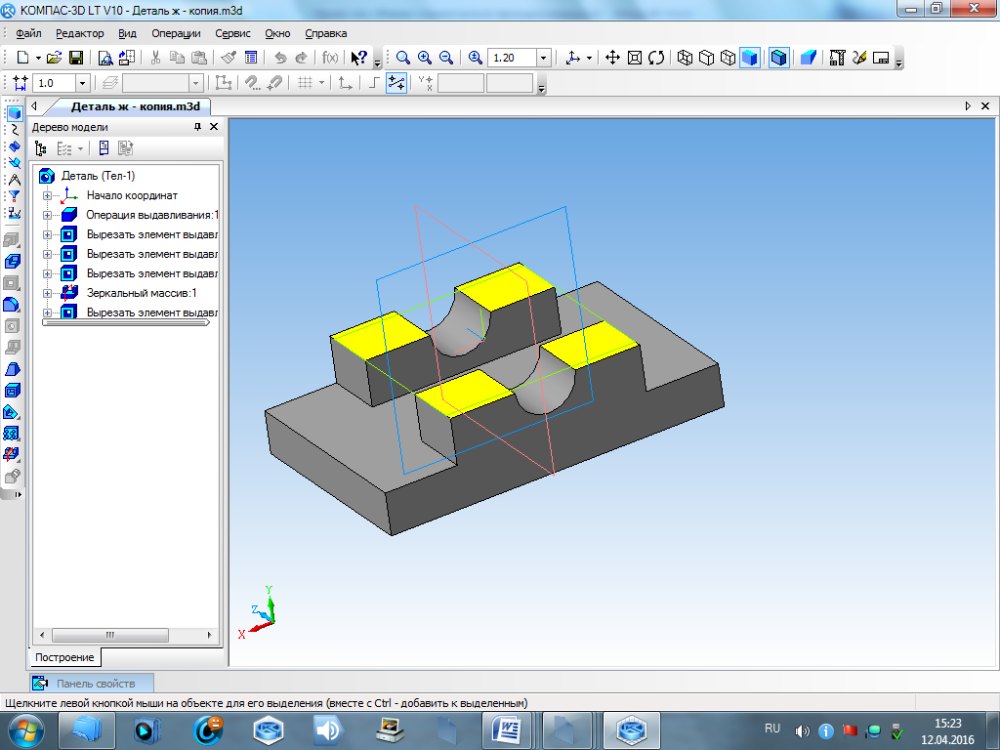 КОМПАС-3D LT V10 - Деталь ж - копия.m3d
Файл Редактор Вид Операции Сервис Окно Справка
f(x) 1.20
1.0
Деталь ж - копия.m3d
Дерево модели
Деталь (Тел-1)
Начало координат
Операция выдавливания:1
Вырезать элемент выдавл
Вырезать элемент выдавл
Вырезать элемент выдавл
Зеркальный массив:1
Вырезать элемент выдавл
Y
Z
X
Построение
Панель свойств
Щелкните левой кнопкой мыши на объекте для его выделения (вместе с Ctrl - добавить к выделенным)
RU
15:23
12.04.2016